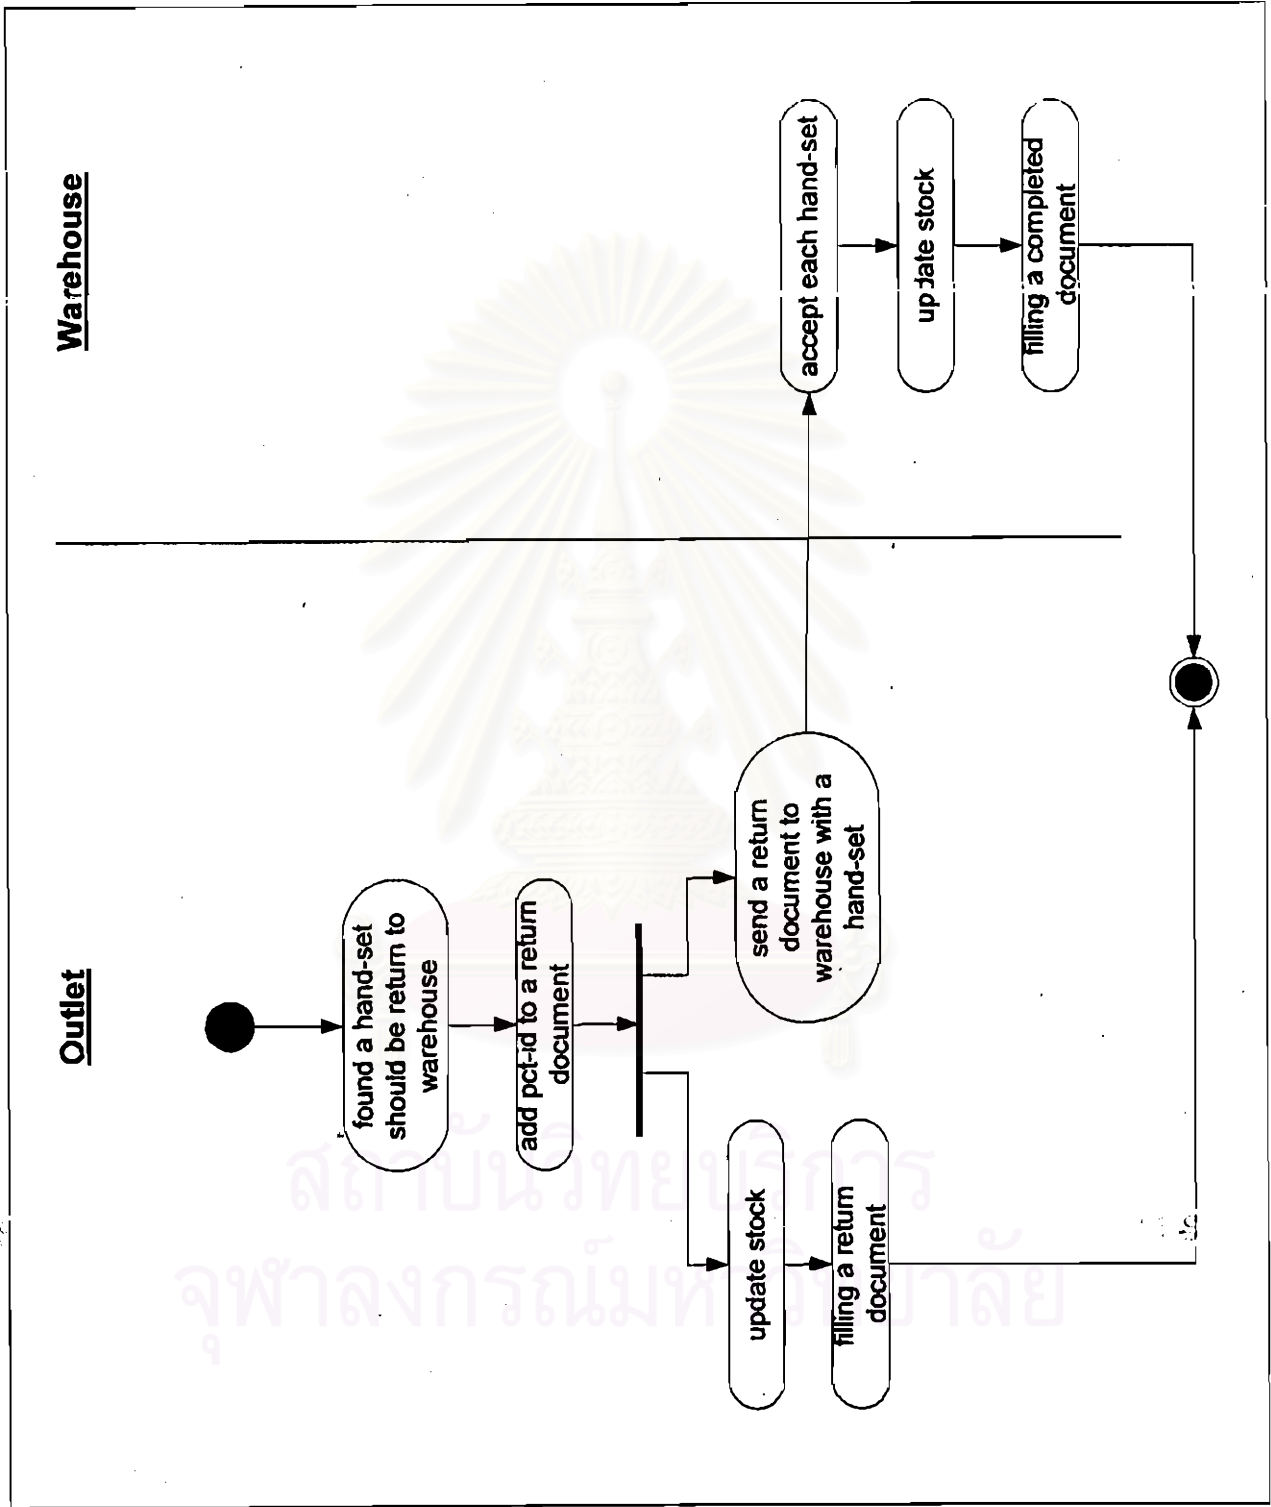 Outlet
Warehouse
found a hand-set
should be return to
warehouse
add pct-id to a return
document
update stock
filling a return
document
send a return
document to
warehouse with a
hand-set
accept each hand-set
update stock
filling a completed
document
สถาบันวิทยบริการ
จุฬาลงกรณ์มหาวิทยาลัย